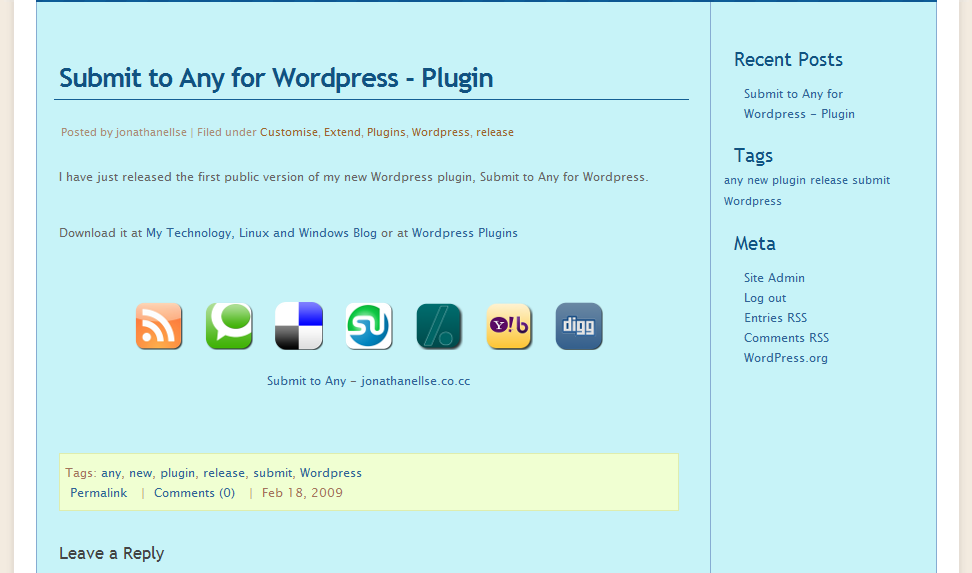 Submit to Any for Wordpress - Plugin
Posted by jonathanellse | Filed under Customise, Extend, Plugins, Wordpress, release
I have just released the first public version of my new Wordpress plugin, Submit to Any for Wordpress.
Download it at My Technology, Linux and Windows Blog or at Wordpress Plugins
SU Y!b digg
Submit to Any - jonathanellse.co.cc
Tags: any, new, plugin, release, submit, Wordpress
Permalink | Comments (0) | Feb 18, 2009
Leave a Reply
Recent Posts
Submit to Any for
Wordpress - Plugin
Tags
any new plugin release submit
Wordpress
Meta
Site Admin
Log out
Entries RSS
Comments RSS
WordPress.org